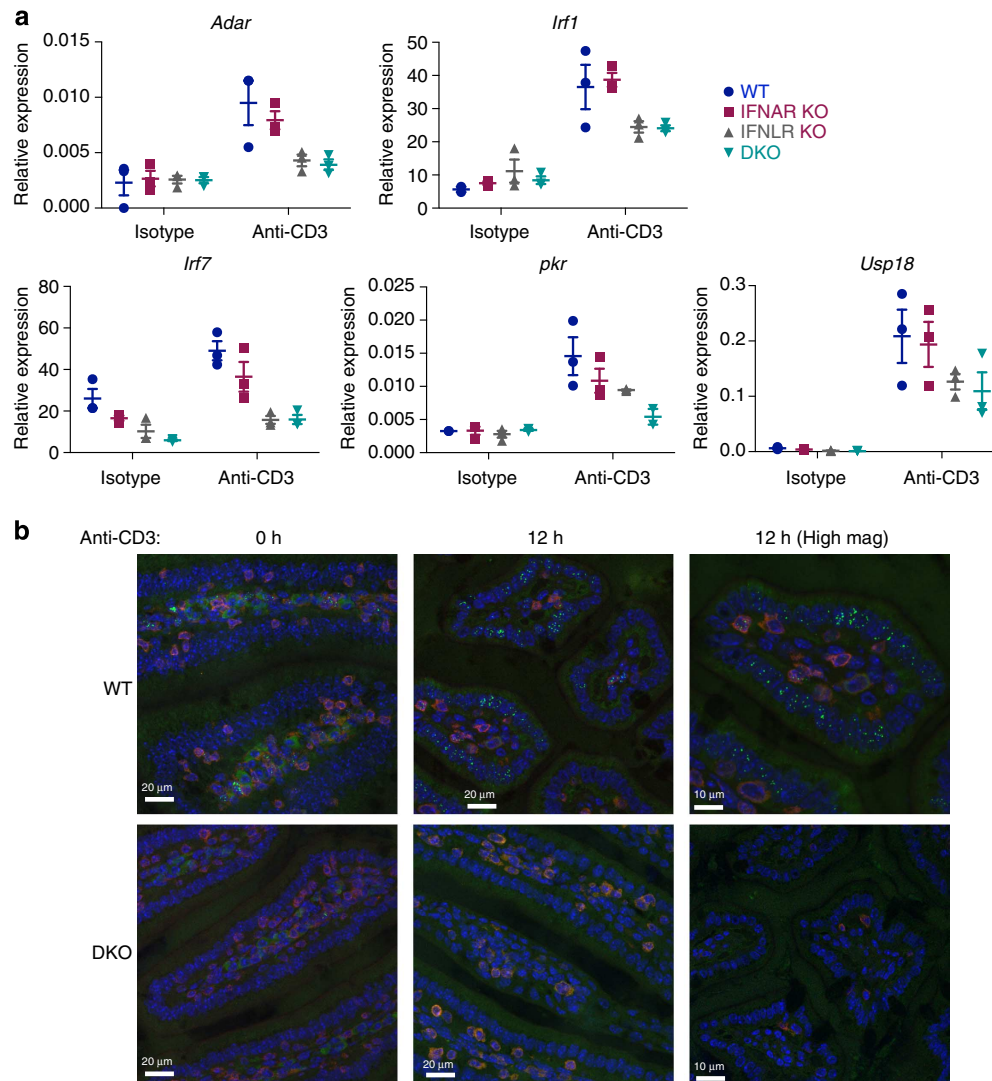 a
Adar
Relative expression
0.015
0.010
0.005
0.000
Isotype
Anti-CD3
Irf1
Relative expression
50
40
30
20
10
0
Isotype
Anti-CD3
WT
IFNAR KO
IFNLR KO
DKO
Irf7
Relative expression
80
60
40
20
0
Isotype
Anti-CD3
pkr
Relative expression
0.025
0.020
0.015
0.010
0.005
0.000
Isotype
Anti-CD3
Usp18
Relative expression
0.3
0.2
0.1
0.0
Isotype
Anti-CD3
b
Anti-CD3: 0 h 12 h 12 h (High mag)
WT
20 μm
20 μm
10 μm
DKO
20 μm
20 μm
10 μm